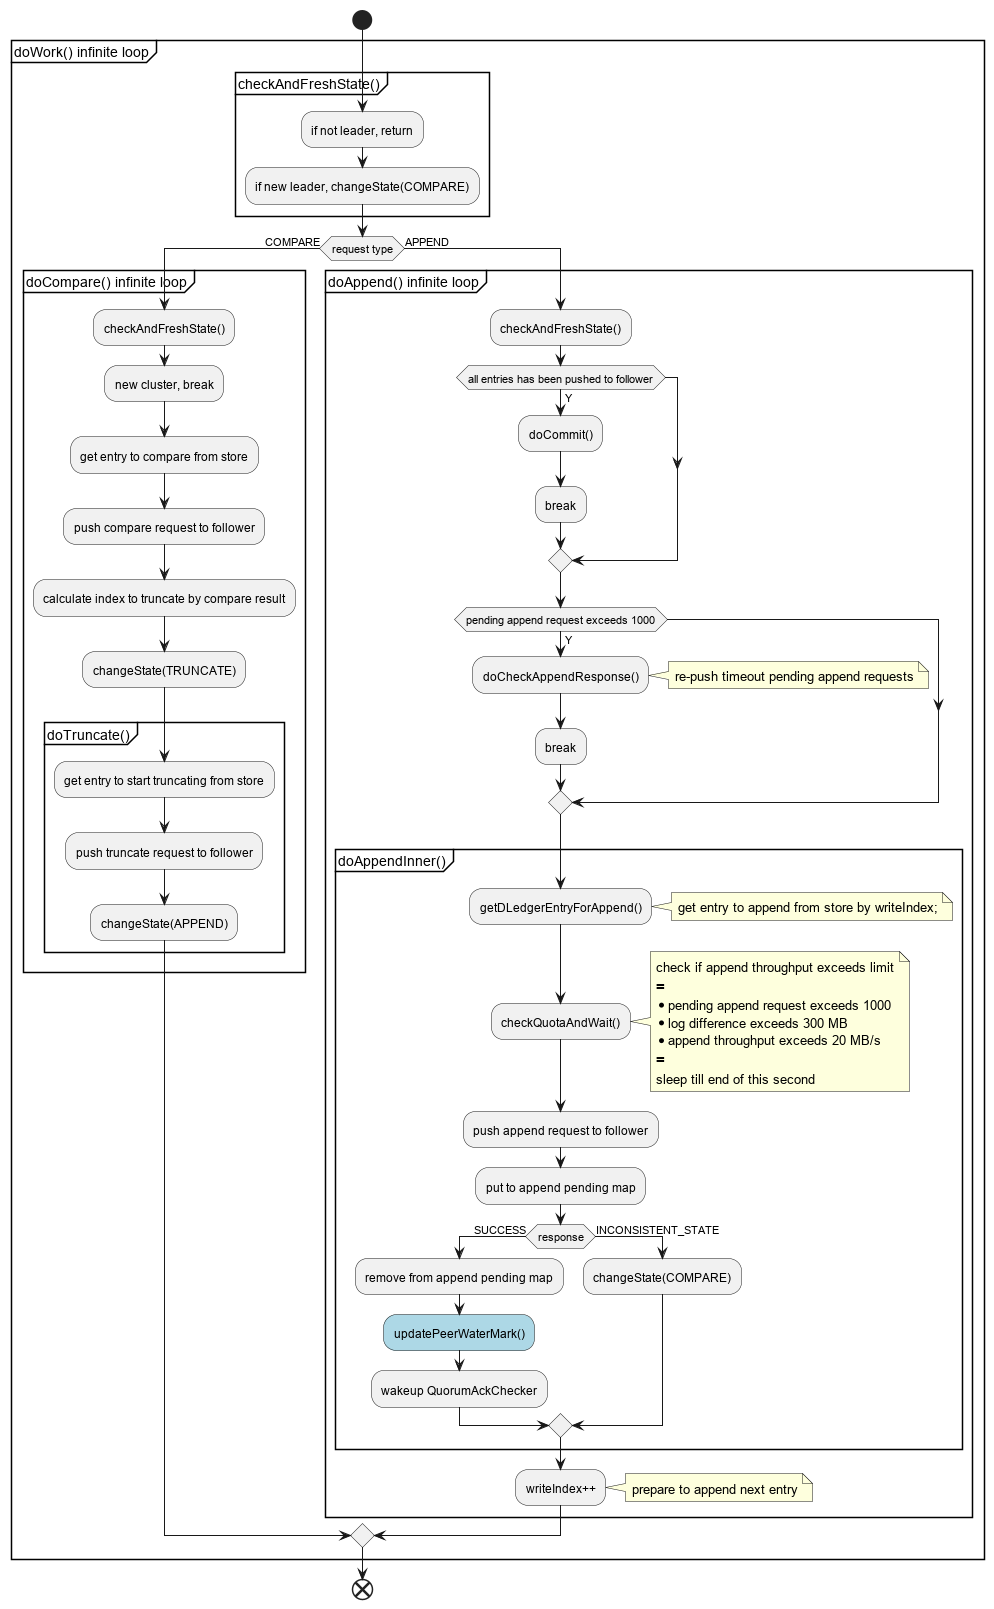 doWork() infinite loop
checkAndFreshState()
if not leader, return
if new leader, changeState(COMPARE)
COMPARE
request type
APPEND
doCompare() infinite loop
checkAndFreshState()
new cluster, break
get entry to compare from store
push compare request to follower
calculate index to truncate by compare result
changeState(TRUNCATE)
doTruncate()
get entry to start truncating from store
push truncate request to follower
changeState(APPEND)
doAppend() infinite loop
checkAndFreshState()
all entries has been pushed to follower
Y
doCommit()
break
pending append request exceeds 1000
Y
doCheckAppendResponse()
re-push timeout pending append requests
break
doAppendInner()
getDLedgerEntryForAppend()
get entry to append from store by writeIndex;
checkQuotaAndWait()
check if append throughput exceeds limit
=
• pending append request exceeds 1000
• log difference exceeds 300 MB
• append throughput exceeds 20 MB/s
=
sleep till end of this second
push append request to follower
put to append pending map
SUCCESS
response
INCONSISTENT_STATE
remove from append pending map
changeState(COMPARE)
updatePeerWaterMark()
wakeup QuorumAckChecker
writeIndex++
prepare to append next entry